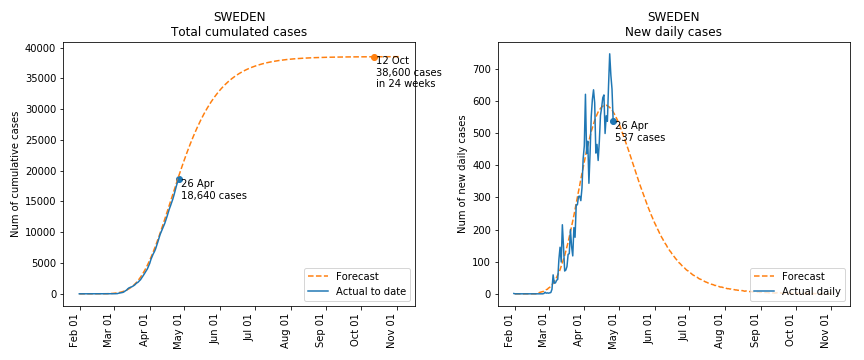 SWEDEN
Total cumulated cases
40000
35000
30000
25000
20000
15000
10000
5000
0
Num of cumulative cases
12 Oct
38,600 cases
in 24 weeks
26 Apr
18,640 cases
Forecast
Actual to date
Feb 01
Mar 01
Apr 01
May 01
Jun 01
Jul 01
Aug 01
Sep 01
Oct 01
Nov 01
SWEDEN
New daily cases
700
600
500
400
300
200
100
0
Num of new daily cases
26 Apr
537 cases
Forecast
Actual daily
Feb 01
Mar 01
Apr 01
May 01
Jun 01
Jul 01
Aug 01
Sep 01
Oct 01
Nov 01